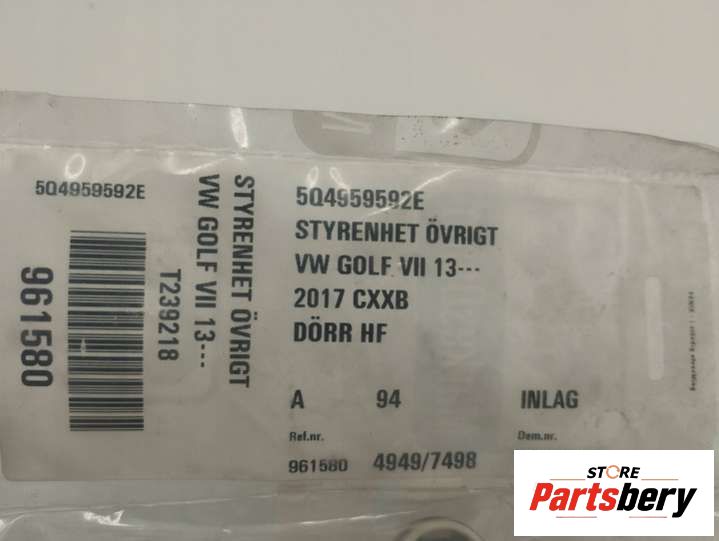 5Q4959592E
961580
STYRENHET ÖVRIGT
VW GOLF VII 13---
T239218
5Q4959592E
STYRENHET ÖVRIGT
VW GOLF VII 13---
2017 CXXB
DÖRR HF
A 94 INLAG
Ref.nr. Dem.nr.
961580 4949/7498
STORE
Partsbery